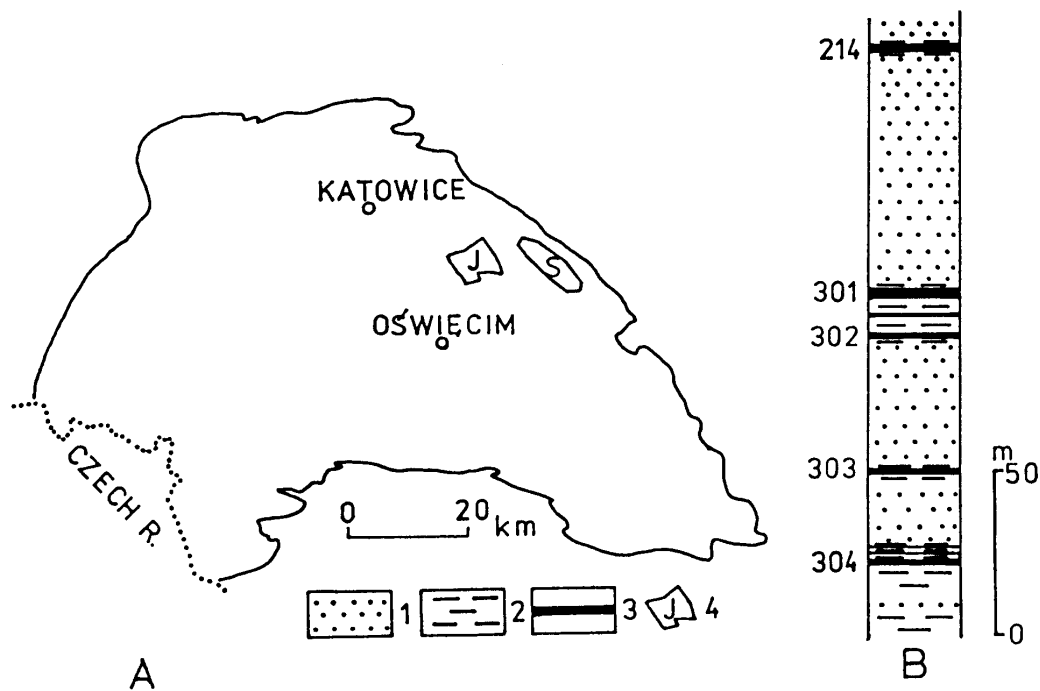 KATOWICE
J
S
OŚWIĘCIM
CZECH R.
0 20 km
1 2 3 J 4
A
214
301
302
303
304
m
50
0
B